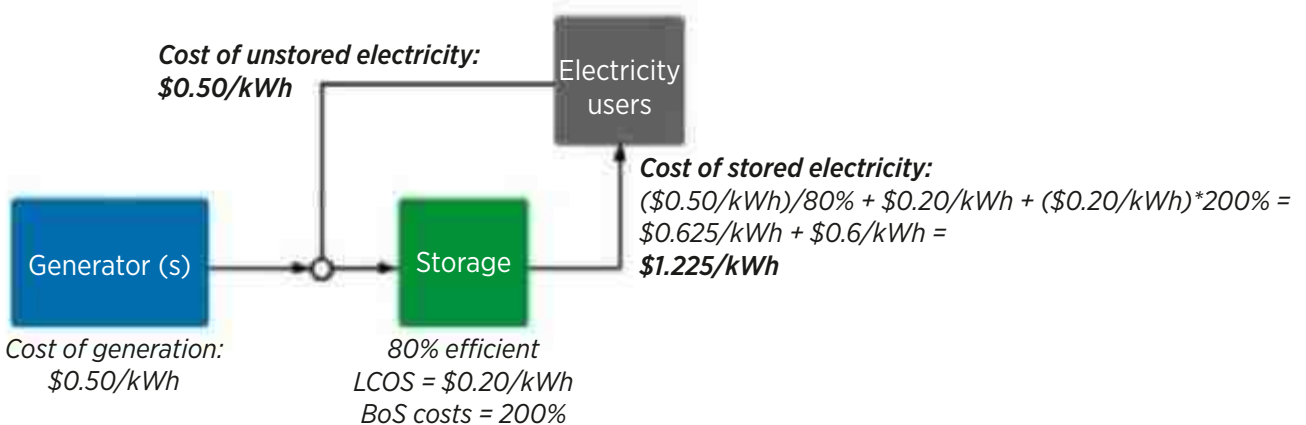 Cost of unstored electricity:
$0.50/kWh
Electricity
users
Cost of stored electricity:
($0.50/kWh)/80% + $0.20/kWh + ($0.20/kWh)*200% =
$0.625/kWh + $0.6/kWh =
$1.225/kWh
Generator (s)
Storage
Cost of generation:
$0.50/kWh
80% efficient
LCOS = $0.20/kWh
BoS costs = 200%